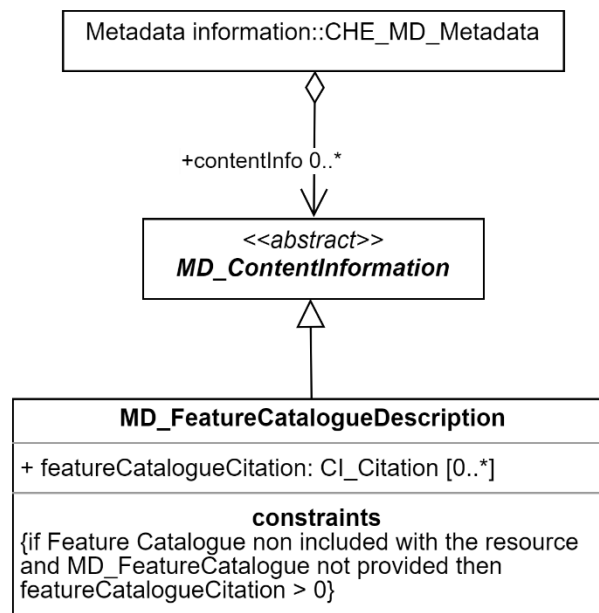 Metadata information::CHE_MD_Metadata
+contentInfo 0..*
<<abstract>>
MD_ContentInformation
MD_FeatureCatalogueDescription
+ featureCatalogueCitation: CI_Citation [0..*]
constraints
{if Feature Catalogue non included with the resource
and MD_FeatureCatalogue not provided then
featureCatalogueCitation > 0}